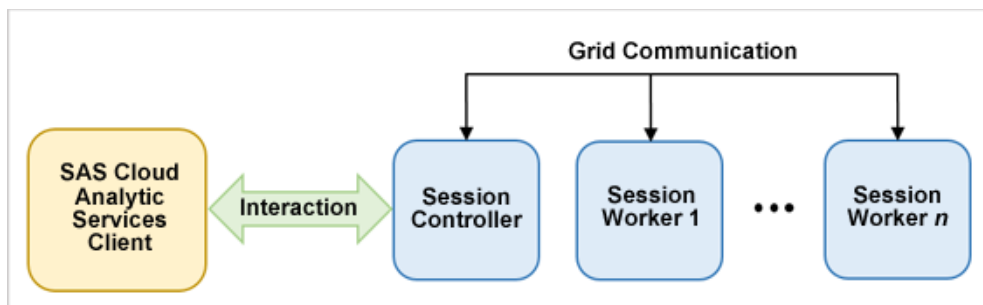 Grid Communication
SAS Cloud
Analytic
Services
Client
Interaction
Session
Controller
Session
Worker 1
•••
Session
Worker n